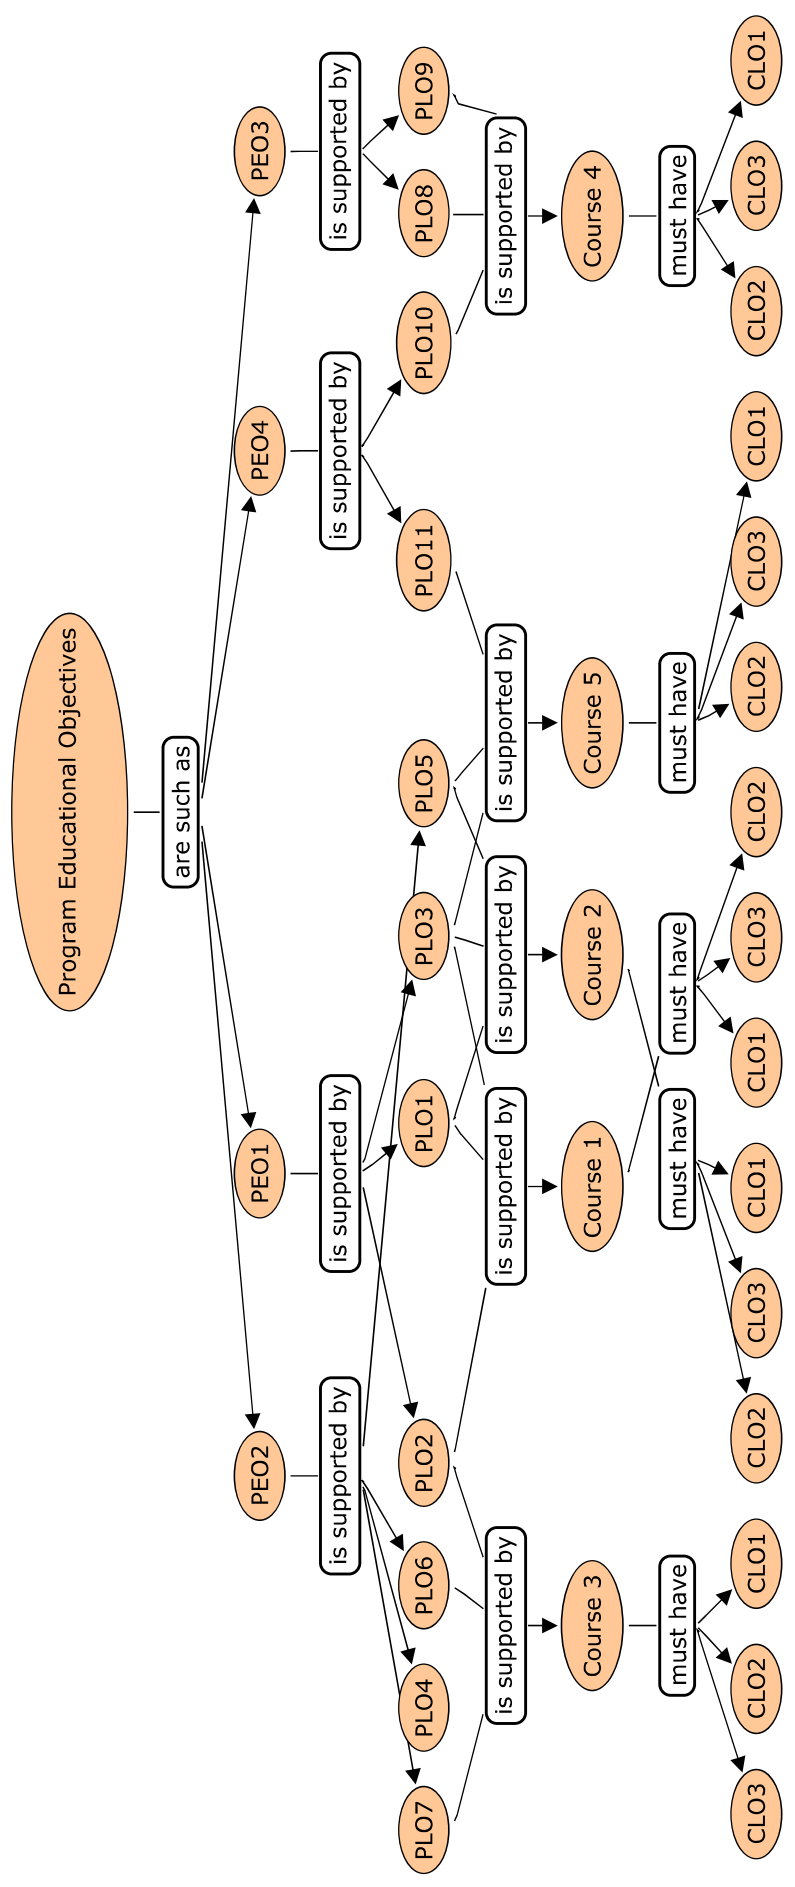 Program Educational Objectives
are such as
PEO2
PEO1
PEO4
PEO3
is supported by
is supported by
is supported by
is supported by
PLO7
PLO4
PLO6
PLO2
PLO1
PLO3
PLO5
PLO11
PLO10
PLO8
PLO9
is supported by
is supported by
is supported by
is supported by
is supported by
Course 3
Course 1
Course 2
Course 5
Course 4
must have
must have
must have
must have
must have
CLO3
CLO2
CLO1
CLO2
CLO3
CLO1
CLO1
CLO3
CLO2
CLO2
CLO3
CLO1
CLO2
CLO3
CLO1